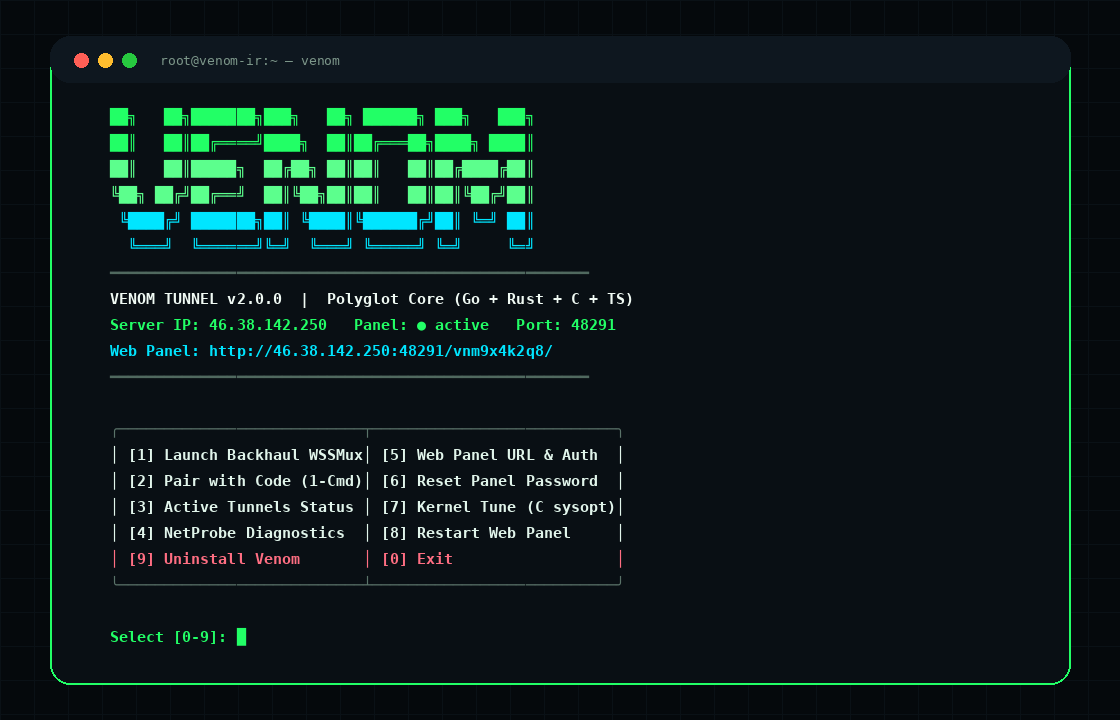 root@venom-ir:~ — venom
VENOM
VENOM TUNNEL v2.0.0 | Polyglot Core (Go + Rust + C + TS)
Server IP: 46.38.142.250 Panel: ● active Port: 48291
Web Panel: http://46.38.142.250:48291/vnm9x4k2q8/
[1] Launch Backhaul WSSMux│ [5] Web Panel URL & Auth
[2] Pair with Code (1-Cmd)│ [6] Reset Panel Password
[3] Active Tunnels Status │ [7] Kernel Tune (C sysopt)
[4] NetProbe Diagnostics │ [8] Restart Web Panel
[9] Uninstall Venom │ [0] Exit
Select [0-9]: